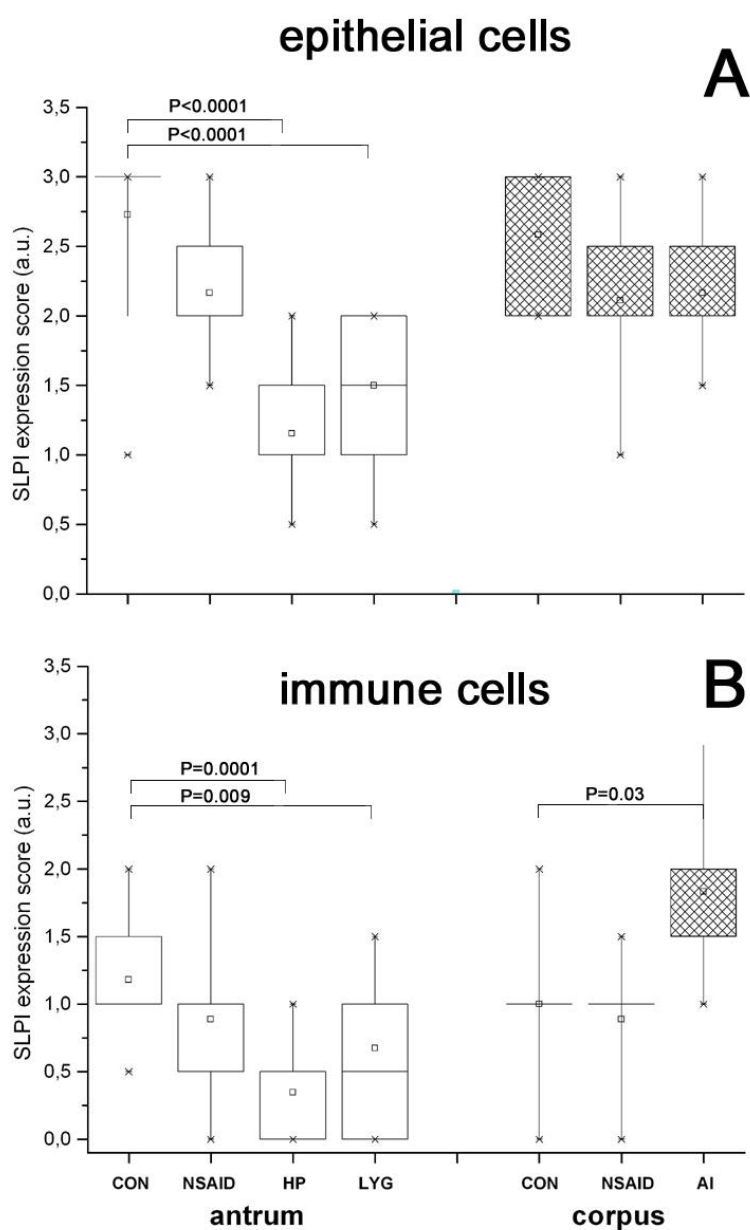 epithelial cells
A
P<0.0001
P<0.0001
SLPI expression score (a.u.)
3,5
3,0
2,5
2,0
1,5
1,0
0,5
0,0
immune cells
B
P=0.0001
P=0.009
P=0.03
SLPI expression score (a.u.)
3,5
3,0
2,5
2,0
1,5
1,0
0,5
0,0
CON NSAID HP LYG CON NSAID AI
antrum corpus